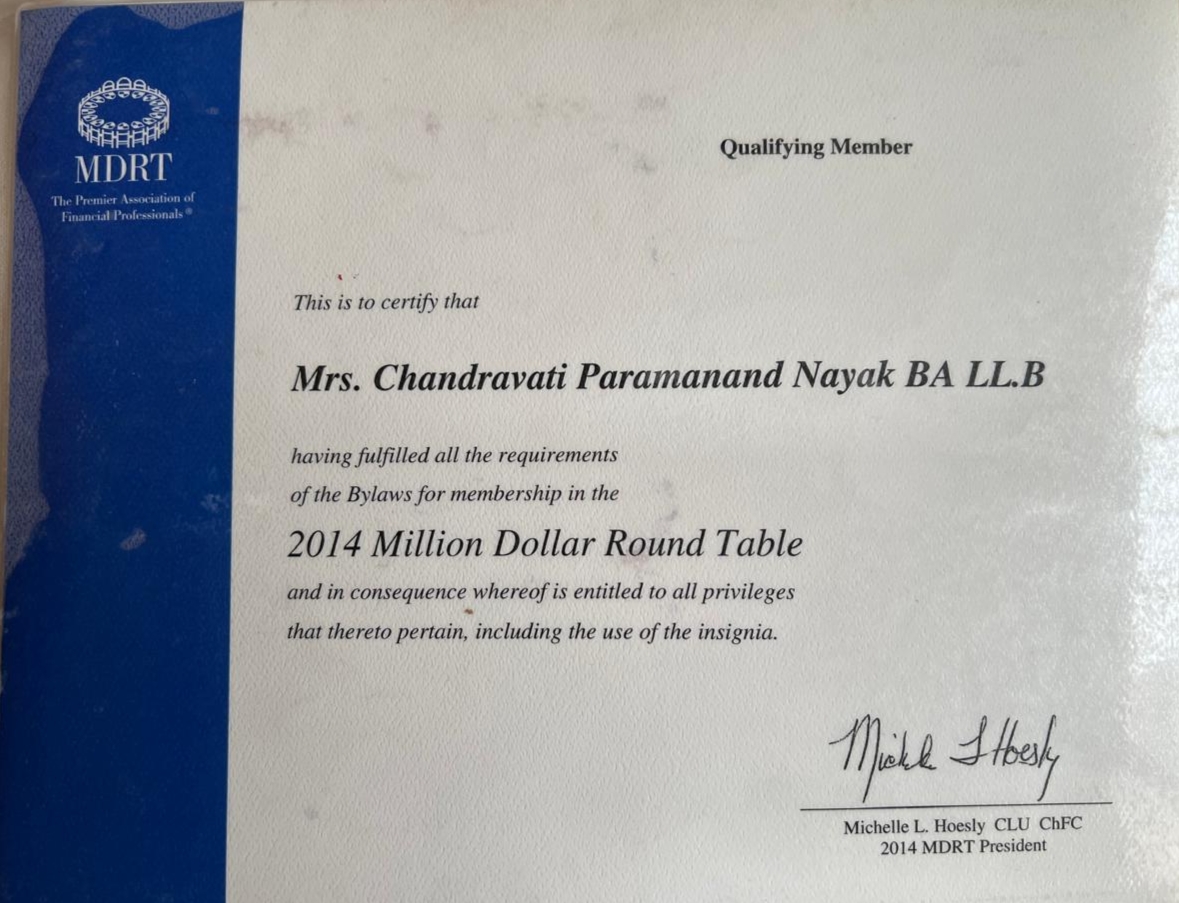 MDRT
The Premier Association of
Financial Professionals®
Qualifying Member
This is to certify that
Mrs. Chandravati Paramanand Nayak BA LL.B
having fulfilled all the requirements
of the Bylaws for membership in the
2014 Million Dollar Round Table
and in consequence whereof is entitled to all privileges
that thereto pertain, including the use of the insignia.
Michelle L Hoesly
Michelle L. Hoesly CLU ChFC
2014 MDRT President